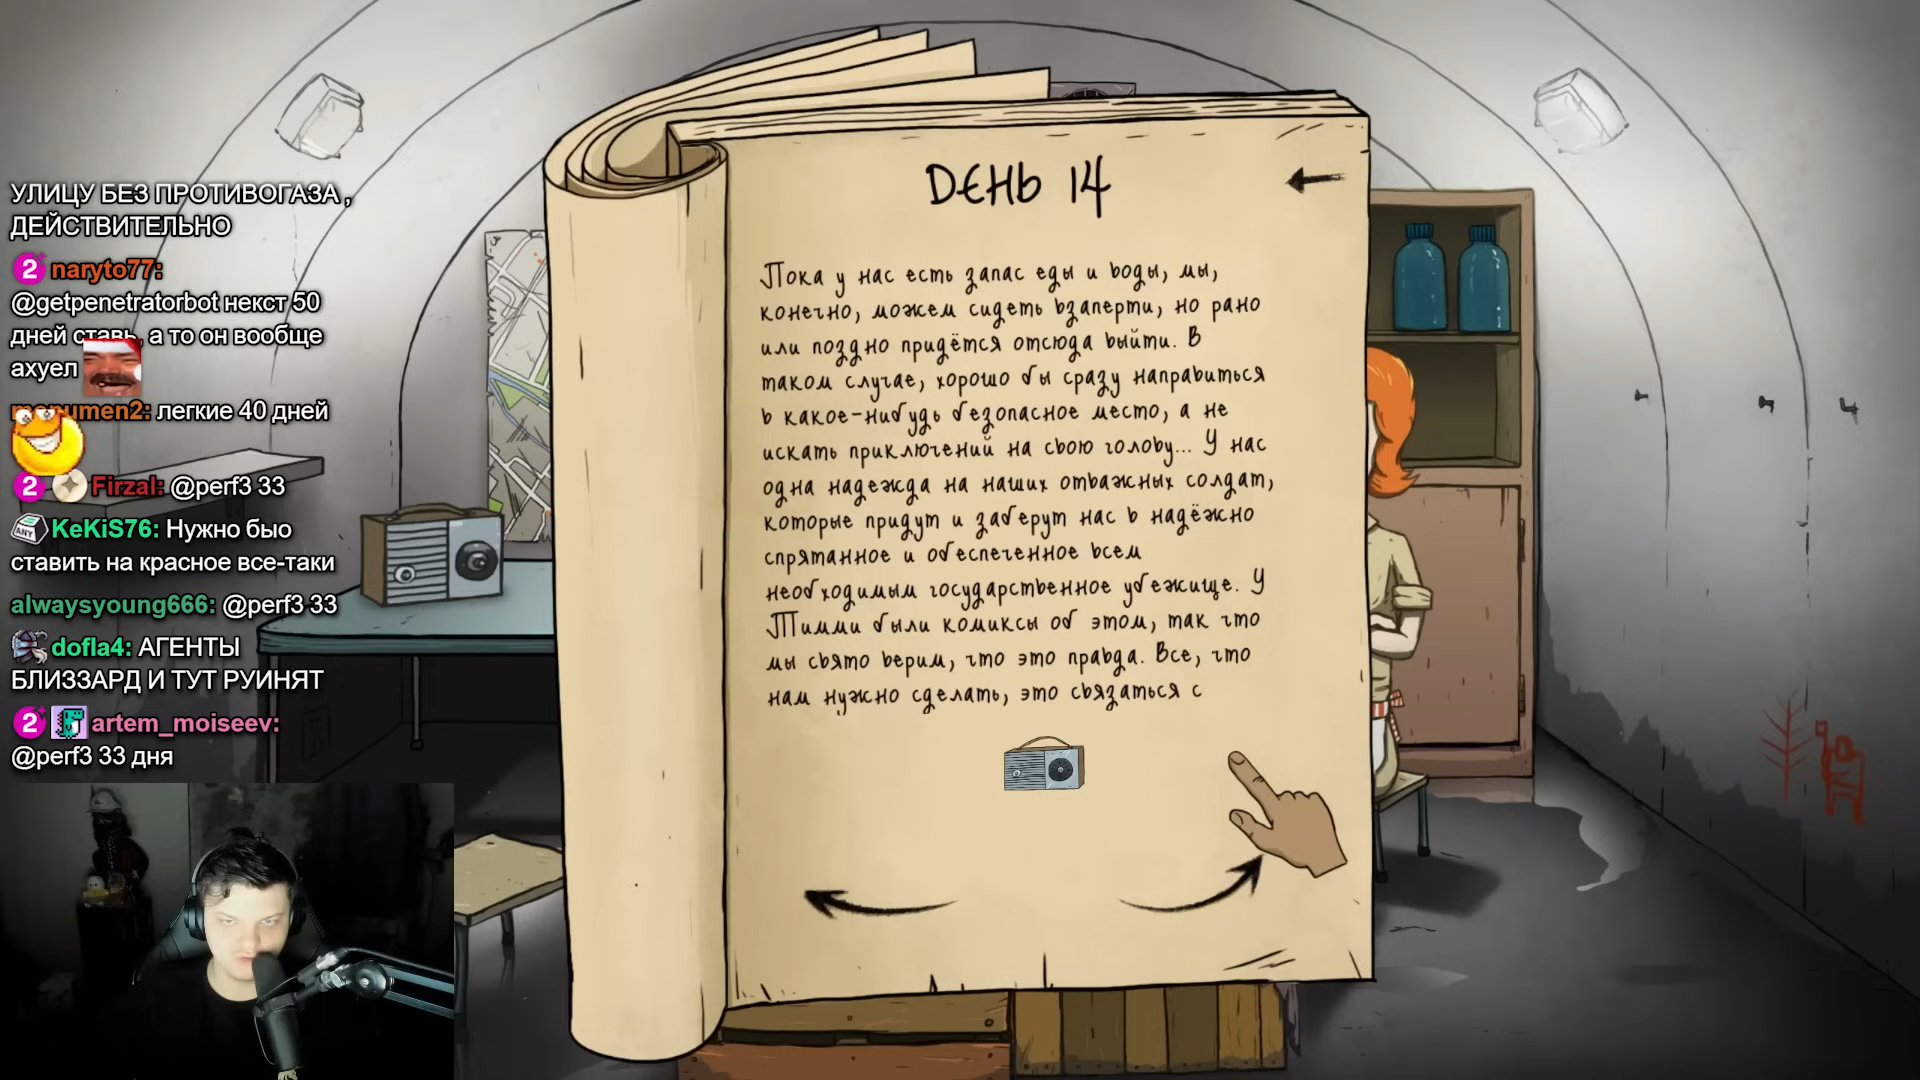 УЛИЦУ БЕЗ ПРОТИВОГАЗА ,
ДЕЙСТВИТЕЛЬНО
2 naryto77:
@getpenetratorbot некст 50
дней ставь, а то он вообще
ахуел
monumen2: легкие 40 дней
2 Firzal: @perf3 33
ANY KeKiS76: Нужно быо
ставить на красное все-таки
alwaysyoung666: @perf3 33
dofla4: АГЕНТЫ
БЛИЗЗАРД И ТУТ РУИНЯТ
2 artem_moiseev:
@perf3 33 дня
ДЕНЬ 14
Пока у нас есть запас еды и воды, мы,
конечно, можем сидеть взаперти, но рано
или поздно придётся отсюда выйти. В
таком случае, хорошо бы сразу направиться
в какое-нибудь безопасное место, а не
искать приключений на свою голову... У нас
одна надежда на наших отважных солдат,
которые придут и заберут нас в надёжно
спрятанное и обеспеченное всем
необходимым государственное убежище. У
Тимми были комиксы об этом, так что
мы свято верим, что это правда. Все, что
нам нужно сделать, это связаться с